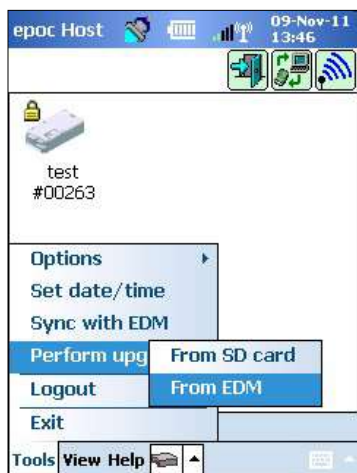 epoc Host 09-Nov-11
13:46
test
#00263
Options
Set date/time
Sync with EDM
Perform upg From SD card
Logout From EDM
Exit
Tools View Help